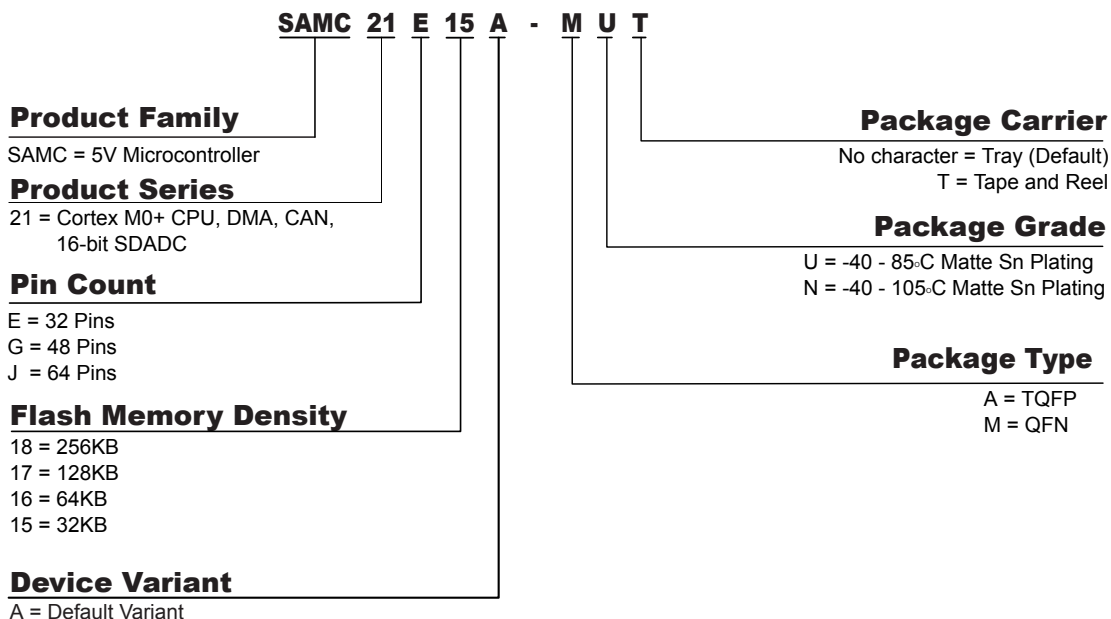 SAMC 21 E 15 A - M U T
Product Family
SAMC = 5V Microcontroller
Product Series
21 = Cortex M0+ CPU, DMA, CAN,
16-bit SDADC
Pin Count
E = 32 Pins
G = 48 Pins
J = 64 Pins
Flash Memory Density
18 = 256KB
17 = 128KB
16 = 64KB
15 = 32KB
Device Variant
A = Default Variant
Package Carrier
No character = Tray (Default)
T = Tape and Reel
Package Grade
U = -40 - 85°C Matte Sn Plating
N = -40 - 105°C Matte Sn Plating
Package Type
A = TQFP
M = QFN